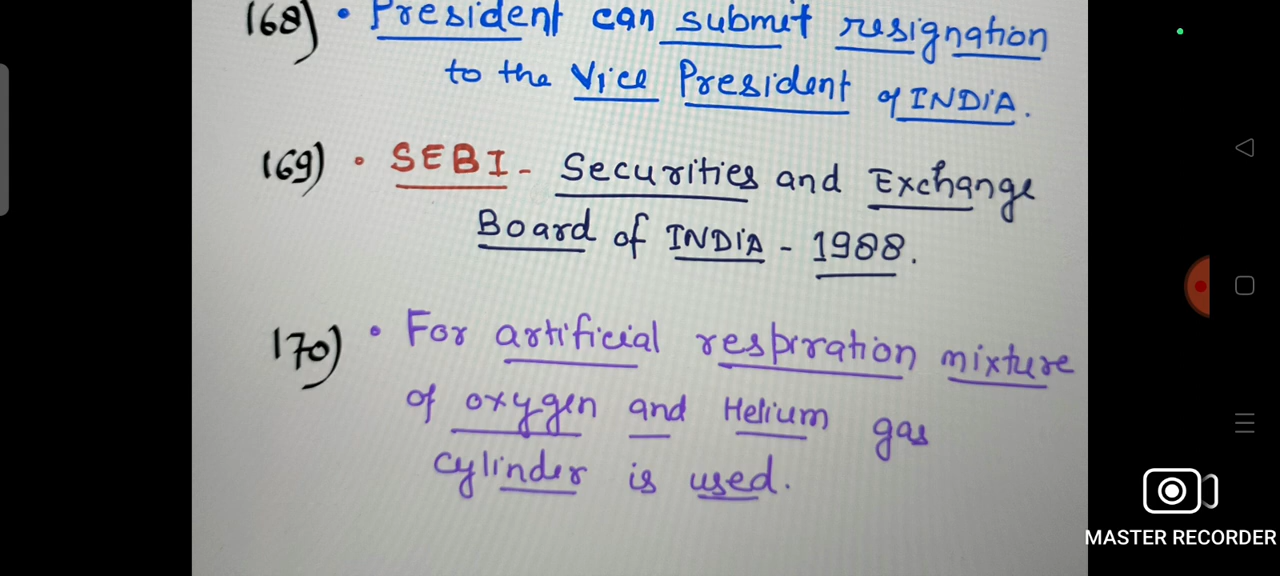 168) • President can submit resignation
to the Vice President of INDIA.
169) • SEBI - Securities and Exchange
Board of INDIA - 1988.
170) • For artificial respiration mixture
of oxygen and Helium gas
cylinder is used.
MASTER RECORDER